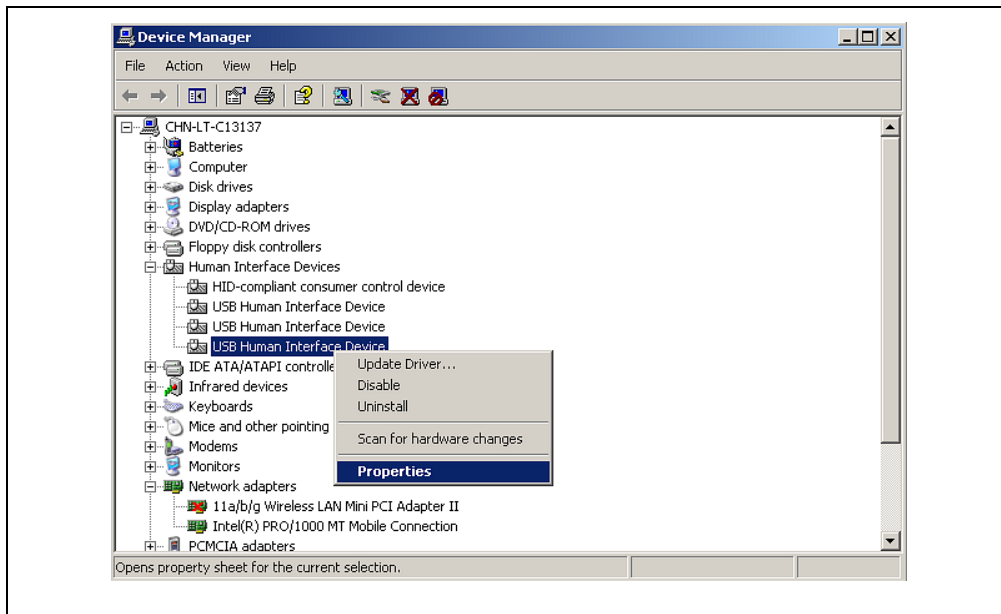 Device Manager
File Action View Help
CHN-LT-C13137
Batteries
Computer
Disk drives
Display adapters
DVD/CD-ROM drives
Floppy disk controllers
Human Interface Devices
HID-compliant consumer control device
USB Human Interface Device
USB Human Interface Device
USB Human Interface Device
IDE ATA/ATAPI controlle
Update Driver...
Infrared devices
Disable
Keyboards
Uninstall
Mice and other pointing
Scan for hardware changes
Modems
Monitors
Properties
Network adapters
11a/b/g Wireless LAN Mini PCI Adapter II
Intel(R) PRO/1000 MT Mobile Connection
PCMCIA adapters
Opens property sheet for the current selection.